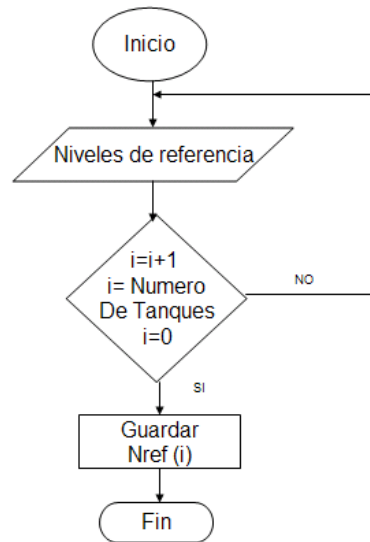 Inicio
Niveles de referencia
i=i+1
i= Numero
De Tanques
i=0
NO
SI
Guardar
Nref (i)
Fin